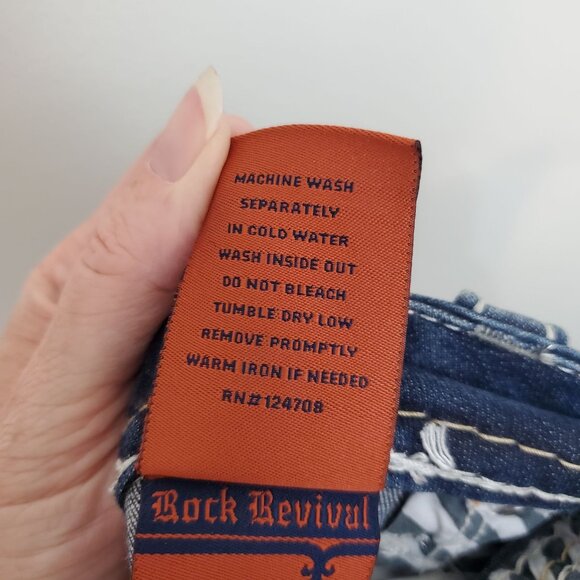 MACHINE WASH
SEPARATELY
IN COLD WATER
WASH INSIDE OUT
DO NOT BLEACH
TUMBLE DRY LOW
REMOVE PROMPTLY
WARM IRON IF NEEDED
RN#124708
Rock Revival